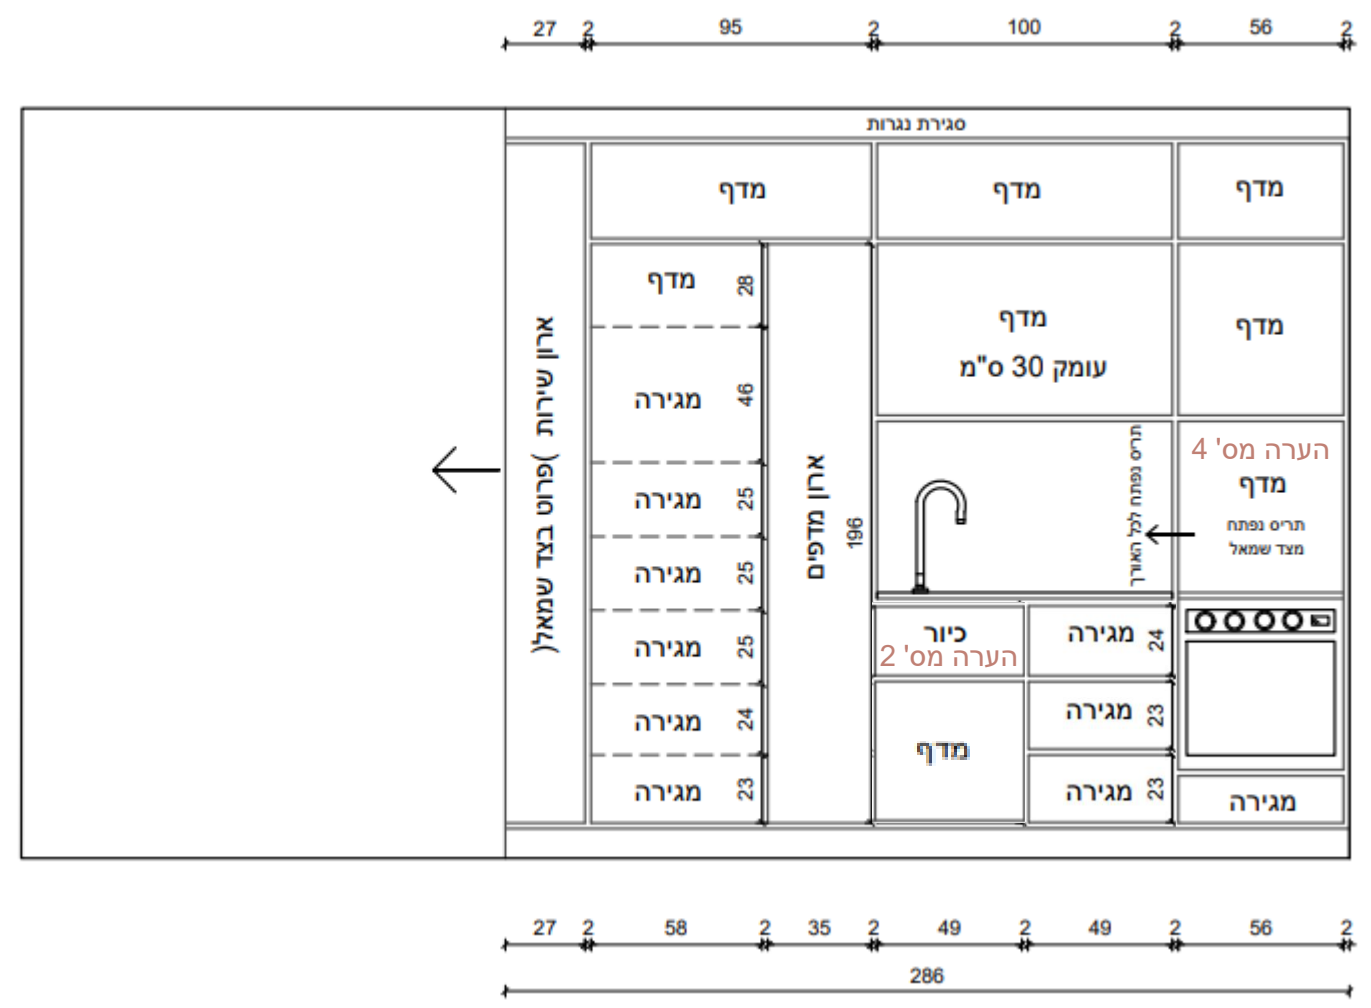 27 2 95 2 100 2 56 2
סגירת נגרות
מדף
מדף
מדף
ארון שירות )פרוט בצד שמאל(
מדף
28
מגירה
46
מגירה
25
מגירה
25
מגירה
25
מגירה
24
מגירה
23
ארון מדפים
196
מדף
עומק 30 ס"מ
תריס נפתח לכל האורך
מדף
הערה מס' 4
מדף
תריס נפתח
מצד שמאל
כיור
הערה מס' 2
מדף
מגירה
24
מגירה
23
מגירה
23
מגירה
27 2 58 2 35 2 49 2 49 2 56 2
286